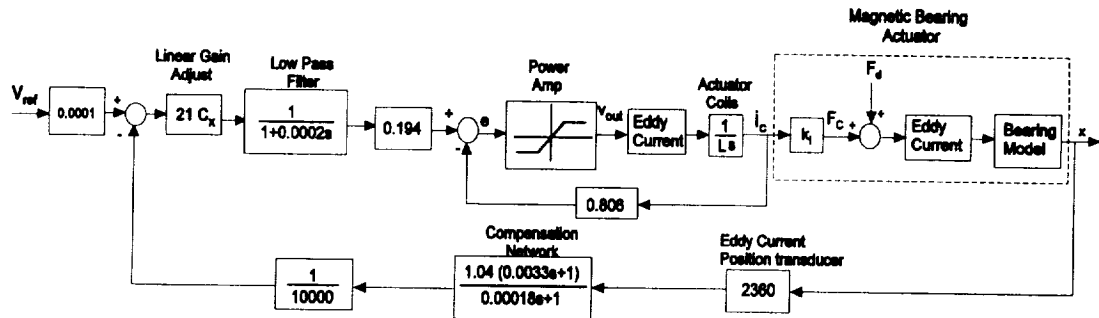 Magnetic Bearing
Actuator
Linear Gain
Adjust
Low Pass
Filter
Power
Amp
Actuator
Coils
F_d
V_ref
0.0001
+
-
21 C_x
1
1+0.0002s
0.194
+
-
e
v_out
Eddy
Current
1
L s
i_c
k_i
F_C
+
+
Eddy
Current
Bearing
Model
x
0.806
Compensation
Network
1.04 (0.0033s+1)
0.00018s+1
Eddy Current
Position transducer
2360
1
10000